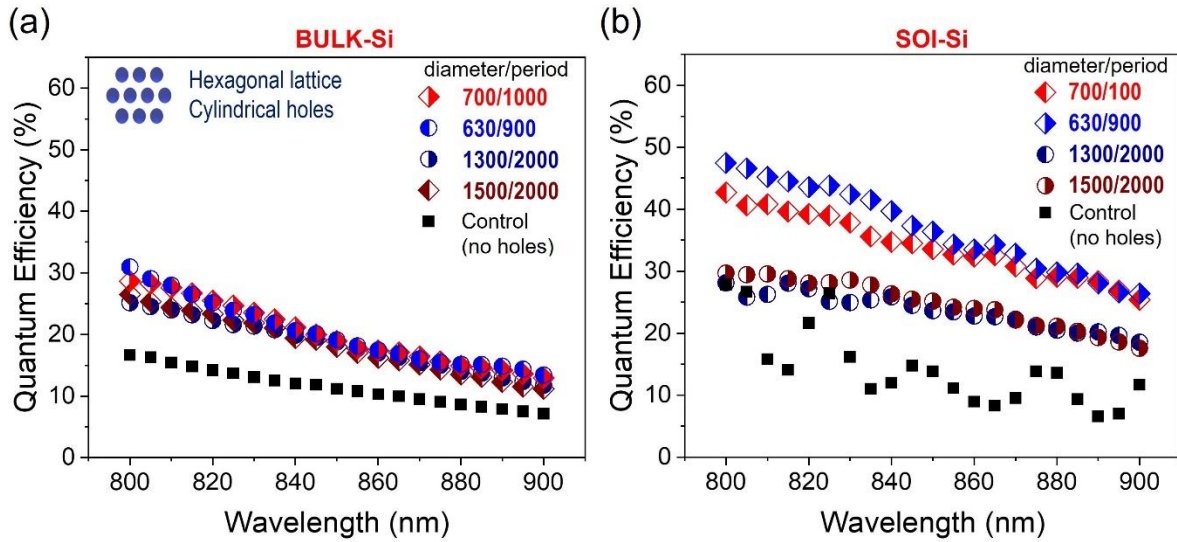 (a)
BULK-Si
Hexagonal lattice
Cylindrical holes
diameter/period
700/1000
630/900
1300/2000
1500/2000
Control
(no holes)
Quantum Efficiency (%)
60
50
40
30
20
10
0
800 820 840 860 880 900
Wavelength (nm)
(b)
SOI-Si
diameter/period
700/100
630/900
1300/2000
1500/2000
Control
(no holes)
Quantum Efficiency (%)
60
50
40
30
20
10
0
800 820 840 860 880 900
Wavelength (nm)